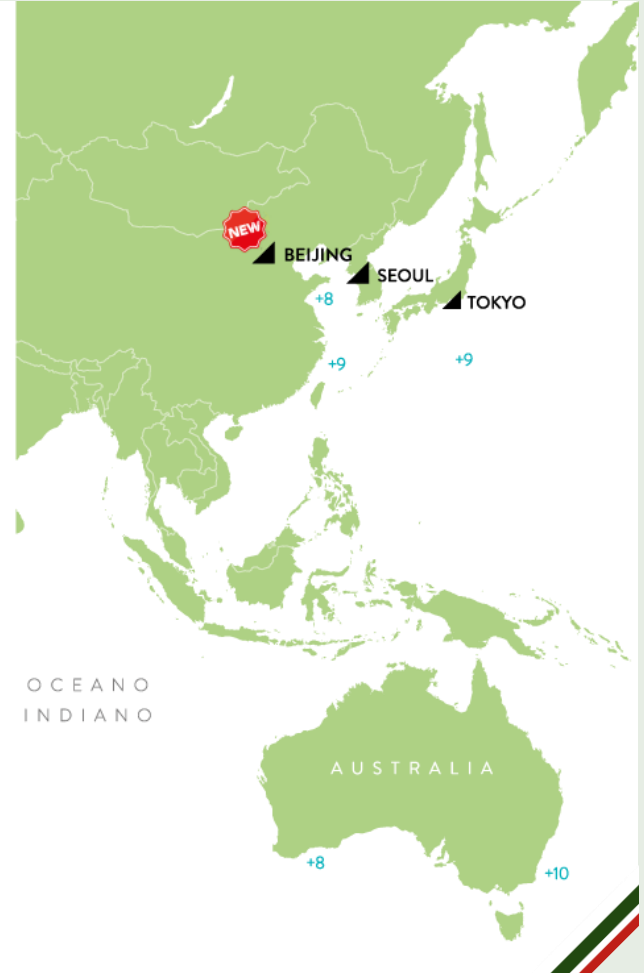 NEW
BEIJING
SEOUL
+8
TOKYO
+9
+9
OCEANO
INDIANO
AUSTRALIA
+8
+10